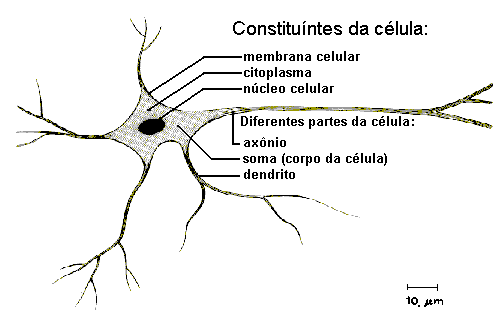 Constituíntes da célula:
membrana celular
citoplasma
núcleo celular
Diferentes partes da célula:
axônio
soma (corpo da célula)
dendrito
10, µm